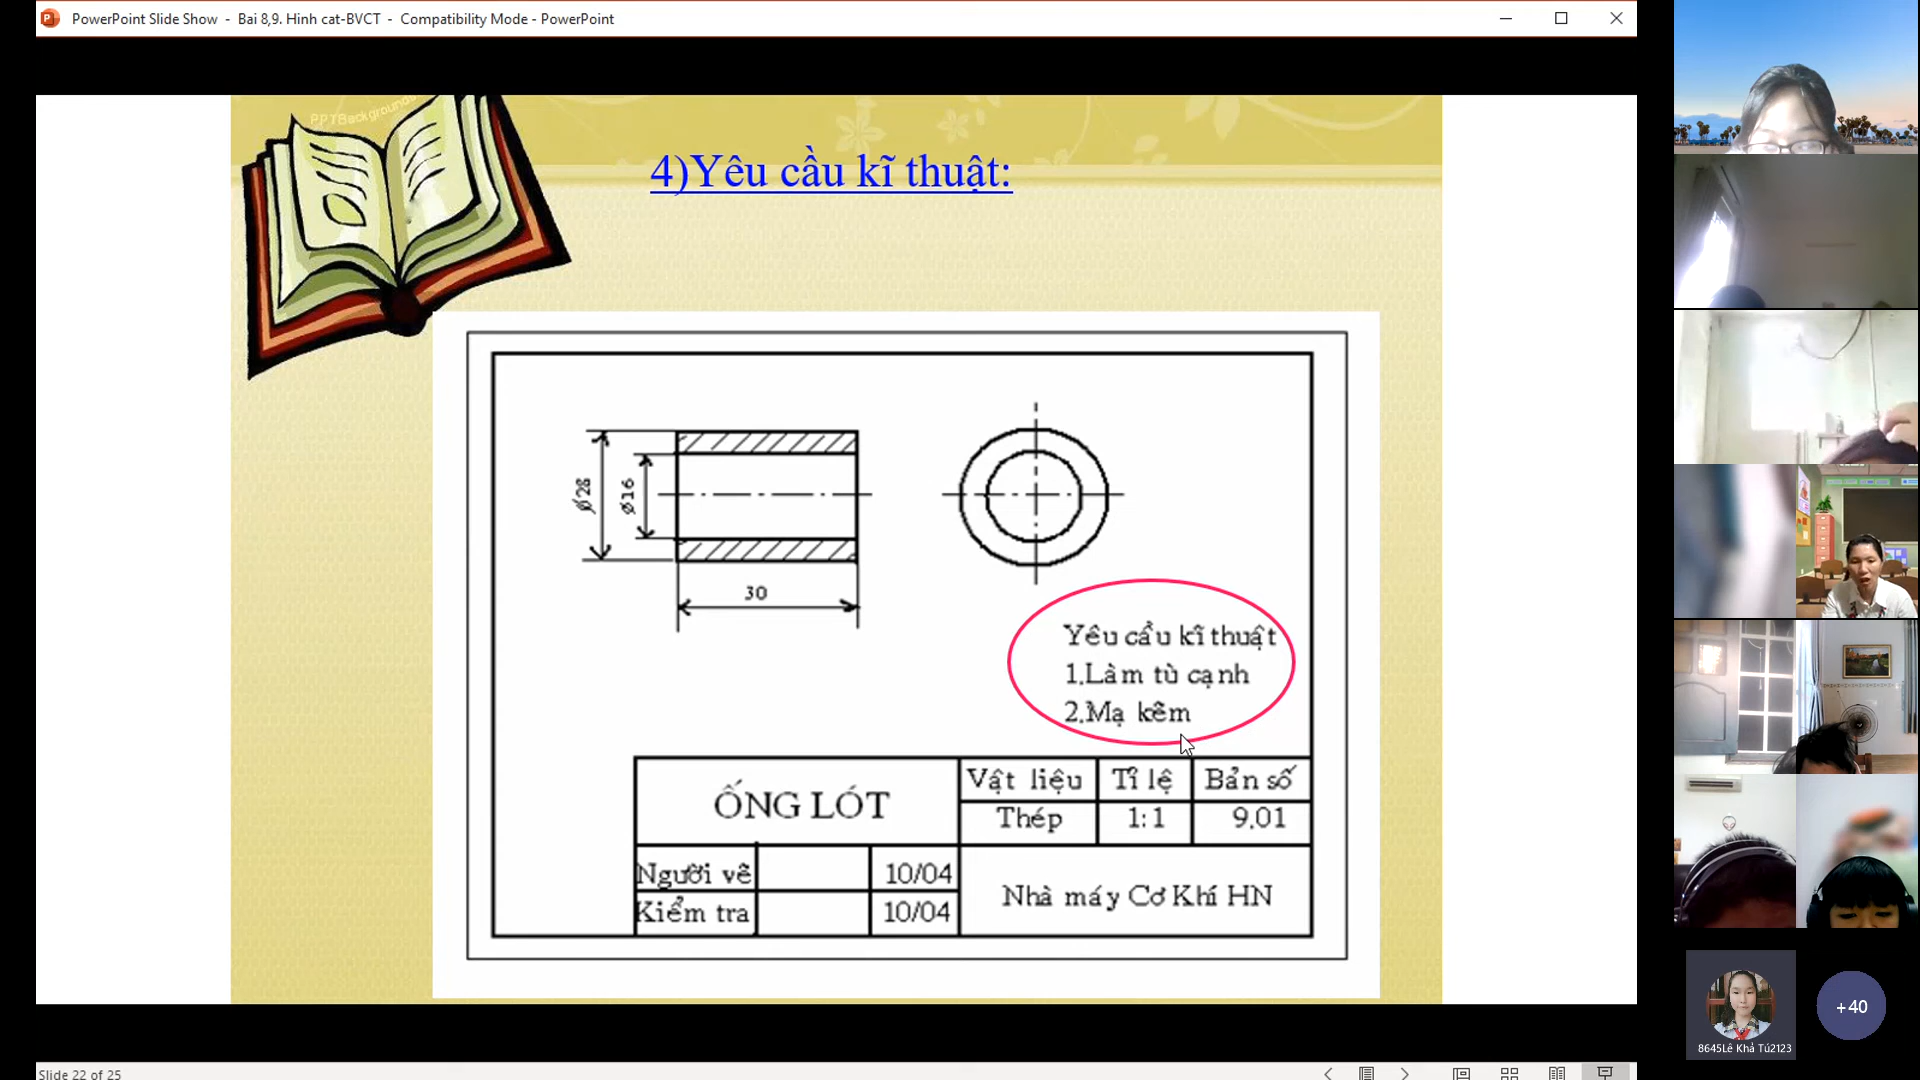 PowerPoint Slide Show - Bai 8,9. Hinh cat-BVCT - Compatibility Mode - PowerPoint
PPTBackgrounds
4)Yêu cầu kĩ thuật:
Ø28
Ø16
30
Yêu cầu kĩ thuật
1.Làm tù cạnh
2.Mạ kẽm
ỐNG LÓT
Vật liệu
Tỉ lệ
Bản số
Thép
1:1
9.01
Người vẽ
10/04
Kiểm tra
10/04
Nhà máy Cơ Khí HN
8645Lê Khả Tú2123
+40
Slide 22 of 25